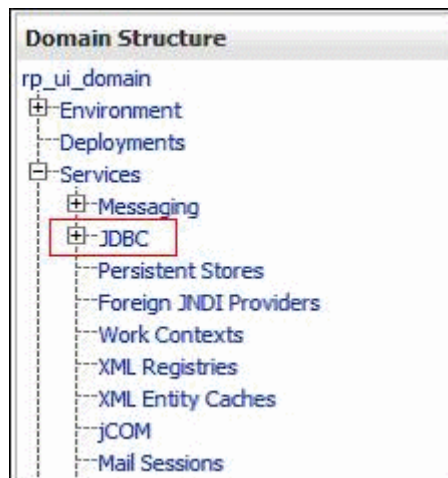 Domain Structure
rp_ui_domain
Environment
Deployments
Services
Messaging
JDBC
Persistent Stores
Foreign JNDI Providers
Work Contexts
XML Registries
XML Entity Caches
jCOM
Mail Sessions